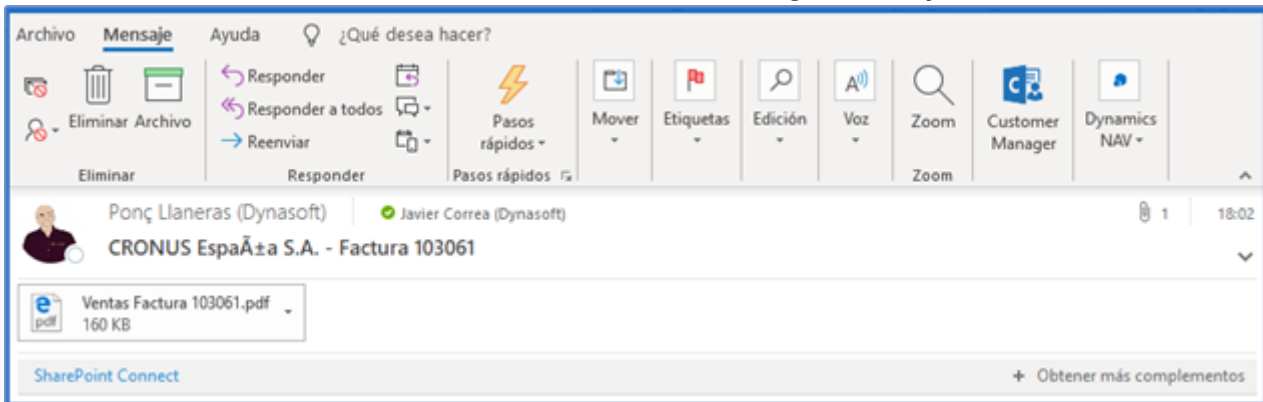 Archivo Mensaje Ayuda ¿Qué desea hacer?
Eliminar Archivo
Responder
Responder a todos
Reenviar
Pasos rápidos
Mover
Etiquetas
Edición
Voz
Zoom
Customer Manager
Dynamics NAV
Eliminar Responder Pasos rápidos Zoom
Ponç Llaneras (Dynasoft) Javier Correa (Dynasoft) 1 18:02
CRONUS EspaÃ±a S.A. - Factura 103061
Ventas Factura 103061.pdf
160 KB
SharePoint Connect + Obtener más complementos